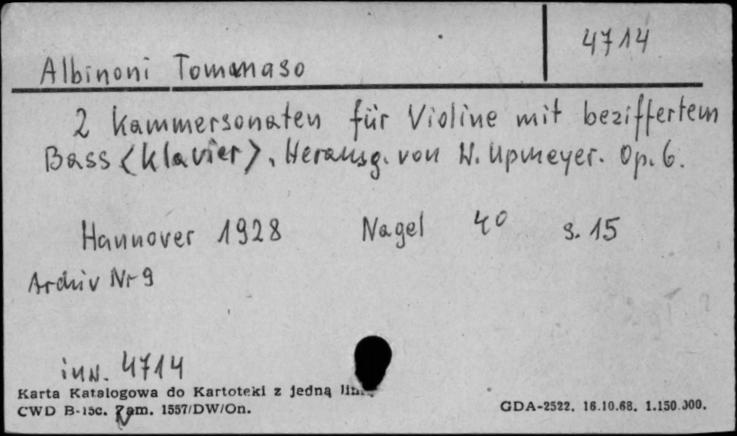 4714
Albinoni Tommaso
2 Kammersonaten für Violine mit beziffertem
Bass <Klavier>, Herausg. von W. Upmeyer. Op. 6.
Hannover 1928 Nagel 4° s. 15
Archiv Nr 9
inw. 4714
Karta Katalogowa do Kartoteki z jedną
CWD B-15c. Zam. 1557/DW/On.
GDA-2522. 16.10.68. 1.150.000.